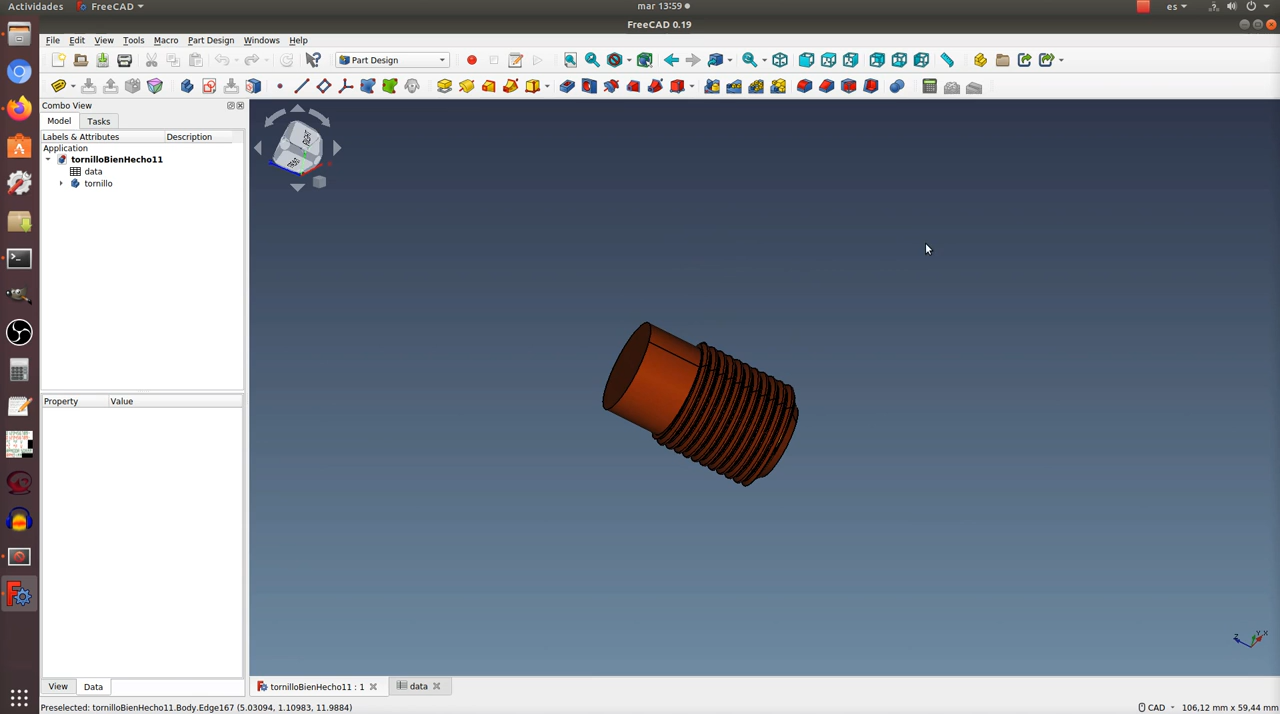 Actividades FreeCAD mar 13:59 es
FreeCAD 0.19
File Edit View Tools Macro Part Design Windows Help
Part Design
Combo View
Model Tasks
Labels & Attributes Description
Application
tornilloBienHecho11
data
tornillo
Property Value
View Data
tornilloBienHecho11 : 1 data
Preselected: tornilloBienHecho11.Body.Edge167 (5.03094, 1.10983, 11.9884) CAD 106,12 mm x 59,44 mm